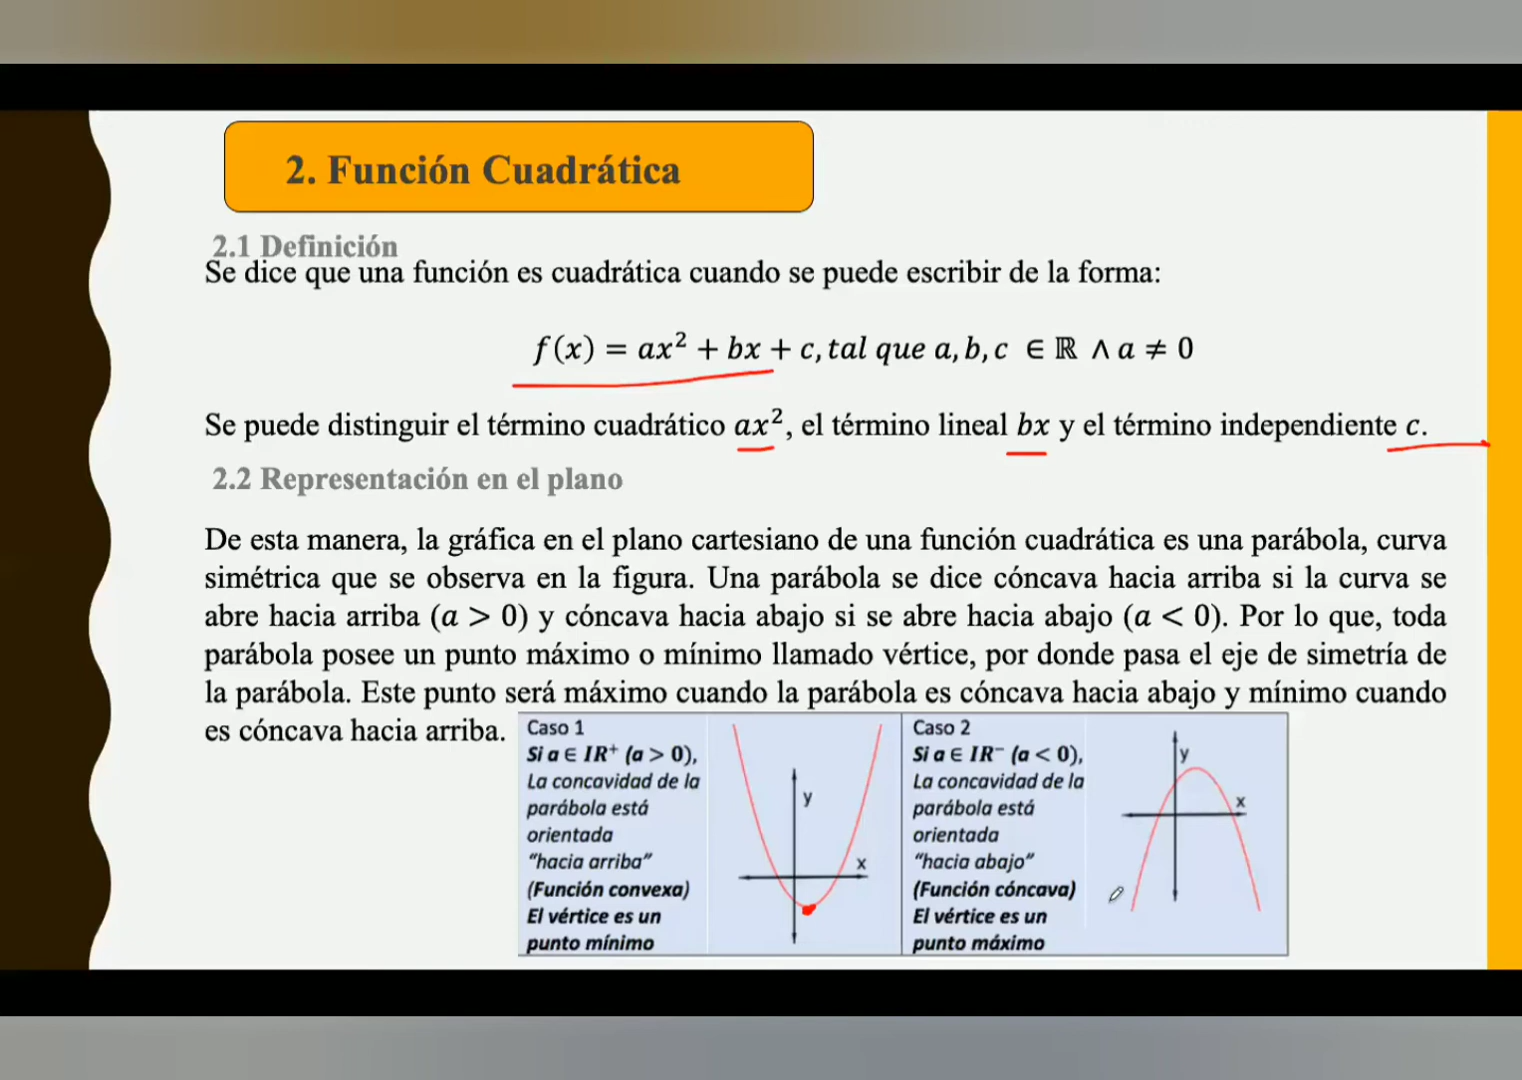 2. Función Cuadrática
2.1 Definición
Se dice que una función es cuadrática cuando se puede escribir de la forma:
f(x) = ax² + bx + c, tal que a, b, c ∈ ℝ ∧ a ≠ 0
Se puede distinguir el término cuadrático ax², el término lineal bx y el término independiente c.
2.2 Representación en el plano
De esta manera, la gráfica en el plano cartesiano de una función cuadrática es una parábola, curva
simétrica que se observa en la figura. Una parábola se dice cóncava hacia arriba si la curva se
abre hacia arriba (a > 0) y cóncava hacia abajo si se abre hacia abajo (a < 0). Por lo que, toda
parábola posee un punto máximo o mínimo llamado vértice, por donde pasa el eje de simetría de
la parábola. Este punto será máximo cuando la parábola es cóncava hacia abajo y mínimo cuando
es cóncava hacia arriba.
Caso 1
Si a ∈ IR⁺ (a > 0),
La concavidad de la
parábola está
orientada
“hacia arriba”
(Función convexa)
El vértice es un
punto mínimo
y
x
Caso 2
Si a ∈ IR⁻ (a < 0),
La concavidad de la
parábola está
orientada
“hacia abajo”
(Función cóncava)
El vértice es un
punto máximo
y
x